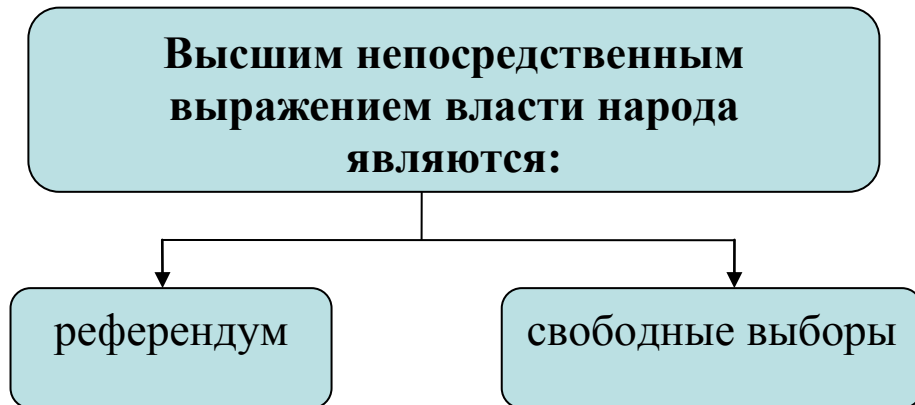 Высшим непосредственным
выражением власти народа
являются:
референдум
свободные выборы